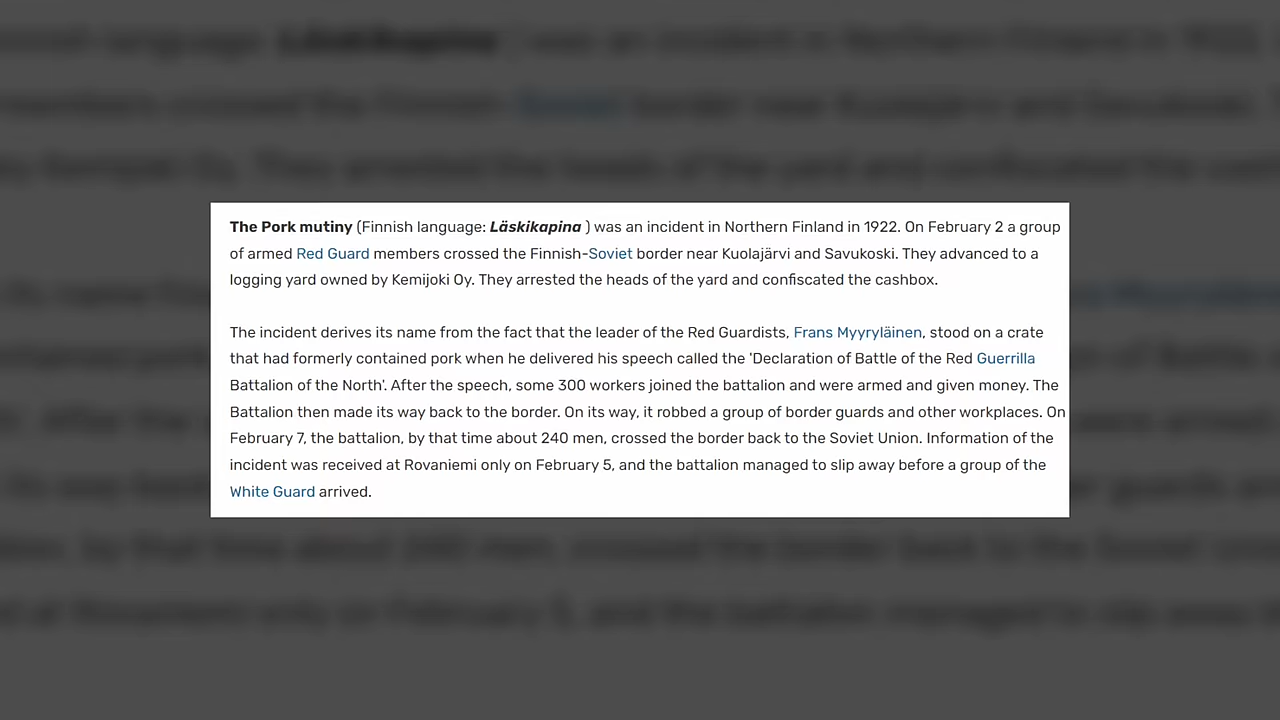 The Pork mutiny (Finnish language: Läskikapina ) was an incident in Northern Finland in 1922. On February 2 a group
of armed Red Guard members crossed the Finnish-Soviet border near Kuolajärvi and Savukoski. They advanced to a
logging yard owned by Kemijoki Oy. They arrested the heads of the yard and confiscated the cashbox.
The incident derives its name from the fact that the leader of the Red Guardists, Frans Myyryläinen, stood on a crate
that had formerly contained pork when he delivered his speech called the 'Declaration of Battle of the Red Guerrilla
Battalion of the North'. After the speech, some 300 workers joined the battalion and were armed and given money. The
Battalion then made its way back to the border. On its way, it robbed a group of border guards and other workplaces. On
February 7, the battalion, by that time about 240 men, crossed the border back to the Soviet Union. Information of the
incident was received at Rovaniemi only on February 5, and the battalion managed to slip away before a group of the
White Guard arrived.